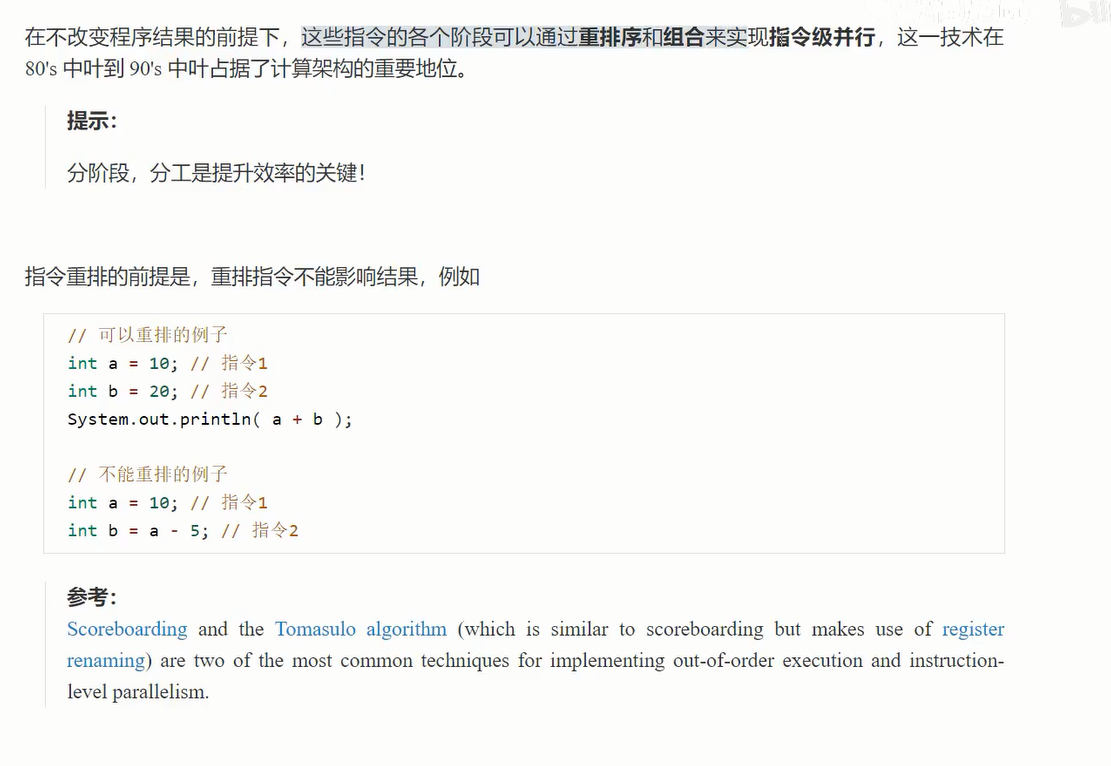 在不改变程序结果的前提下，这些指令的各个阶段可以通过重排序和组合来实现指令级并行，这一技术在
80's 中叶到 90's 中叶占据了计算架构的重要地位。
提示：
分阶段，分工是提升效率的关键！
指令重排的前提是，重排指令不能影响结果，例如
// 可以重排的例子
int a = 10; // 指令1
int b = 20; // 指令2
System.out.println( a + b );
// 不能重排的例子
int a = 10; // 指令1
int b = a - 5; // 指令2
参考：
Scoreboarding and the Tomasulo algorithm (which is similar to scoreboarding but makes use of register
renaming) are two of the most common techniques for implementing out-of-order execution and instruction-
level parallelism.